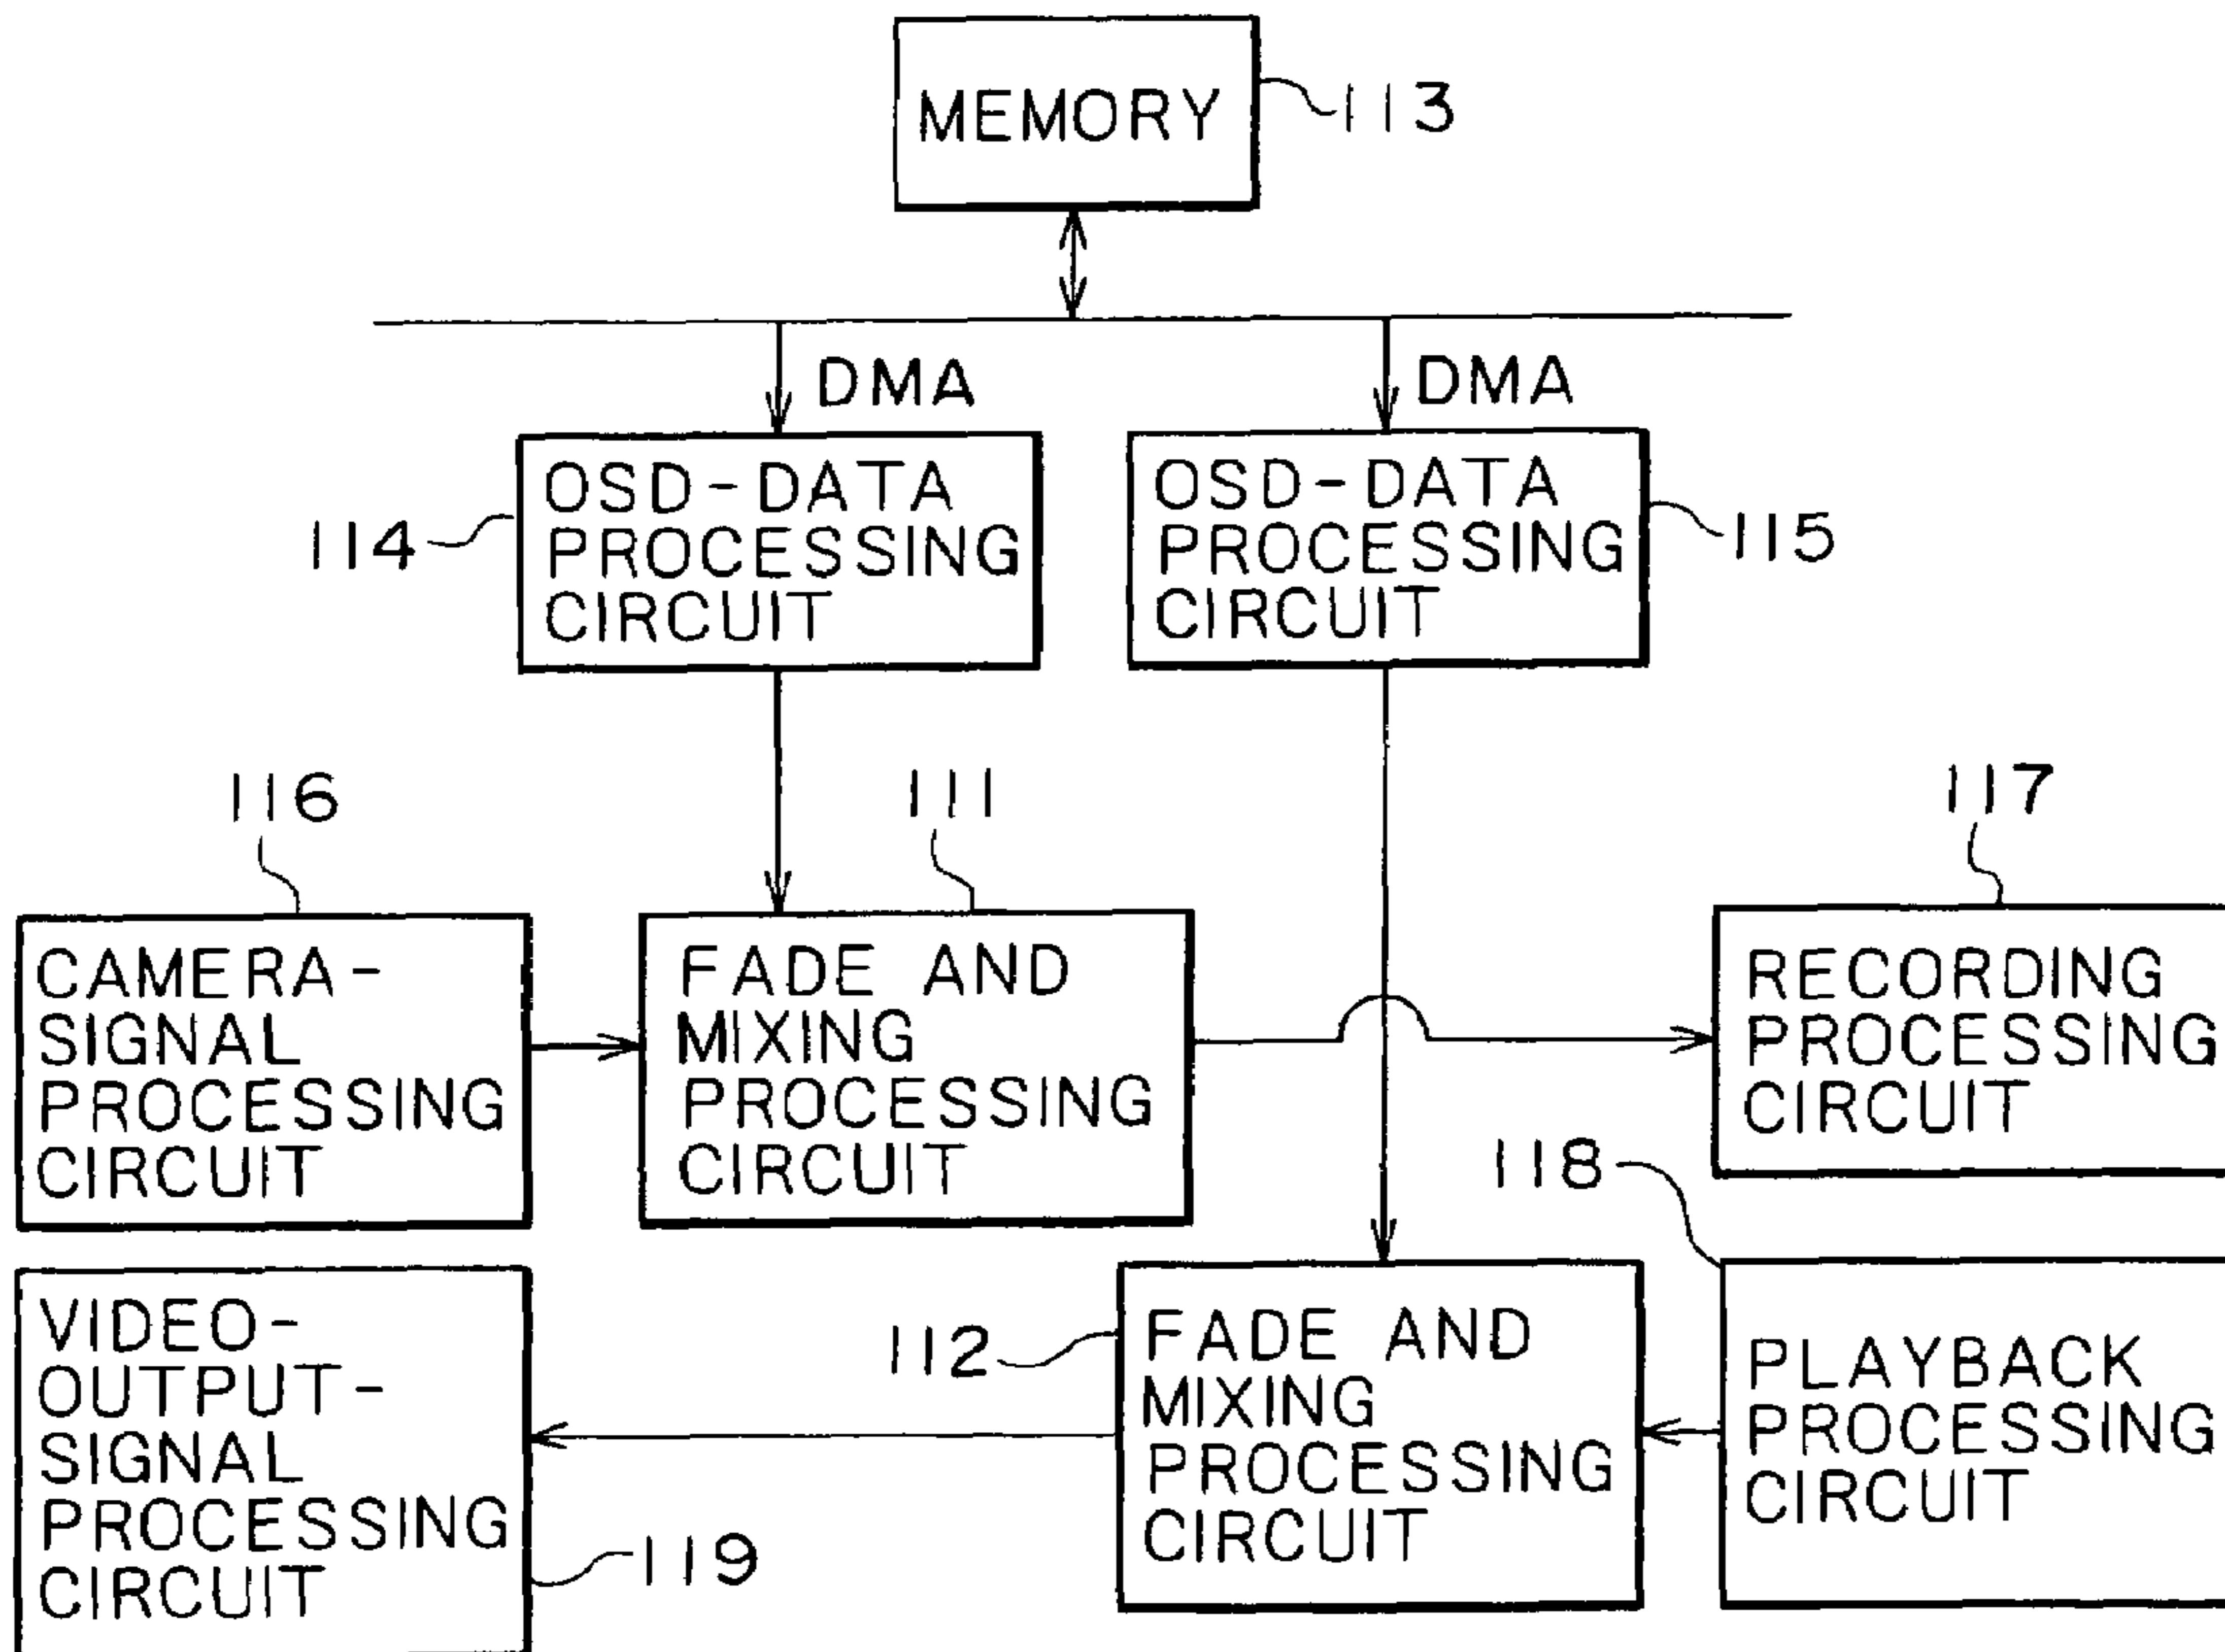 MEMORY
113
DMA
DMA
OSD-DATA
PROCESSING
CIRCUIT
114
OSD-DATA
PROCESSING
CIRCUIT
115
116
111
117
CAMERA-
SIGNAL
PROCESSING
CIRCUIT
FADE AND
MIXING
PROCESSING
CIRCUIT
RECORDING
PROCESSING
CIRCUIT
118
VIDEO-
OUTPUT-
SIGNAL
PROCESSING
CIRCUIT
119
112
FADE AND
MIXING
PROCESSING
CIRCUIT
PLAYBACK
PROCESSING
CIRCUIT